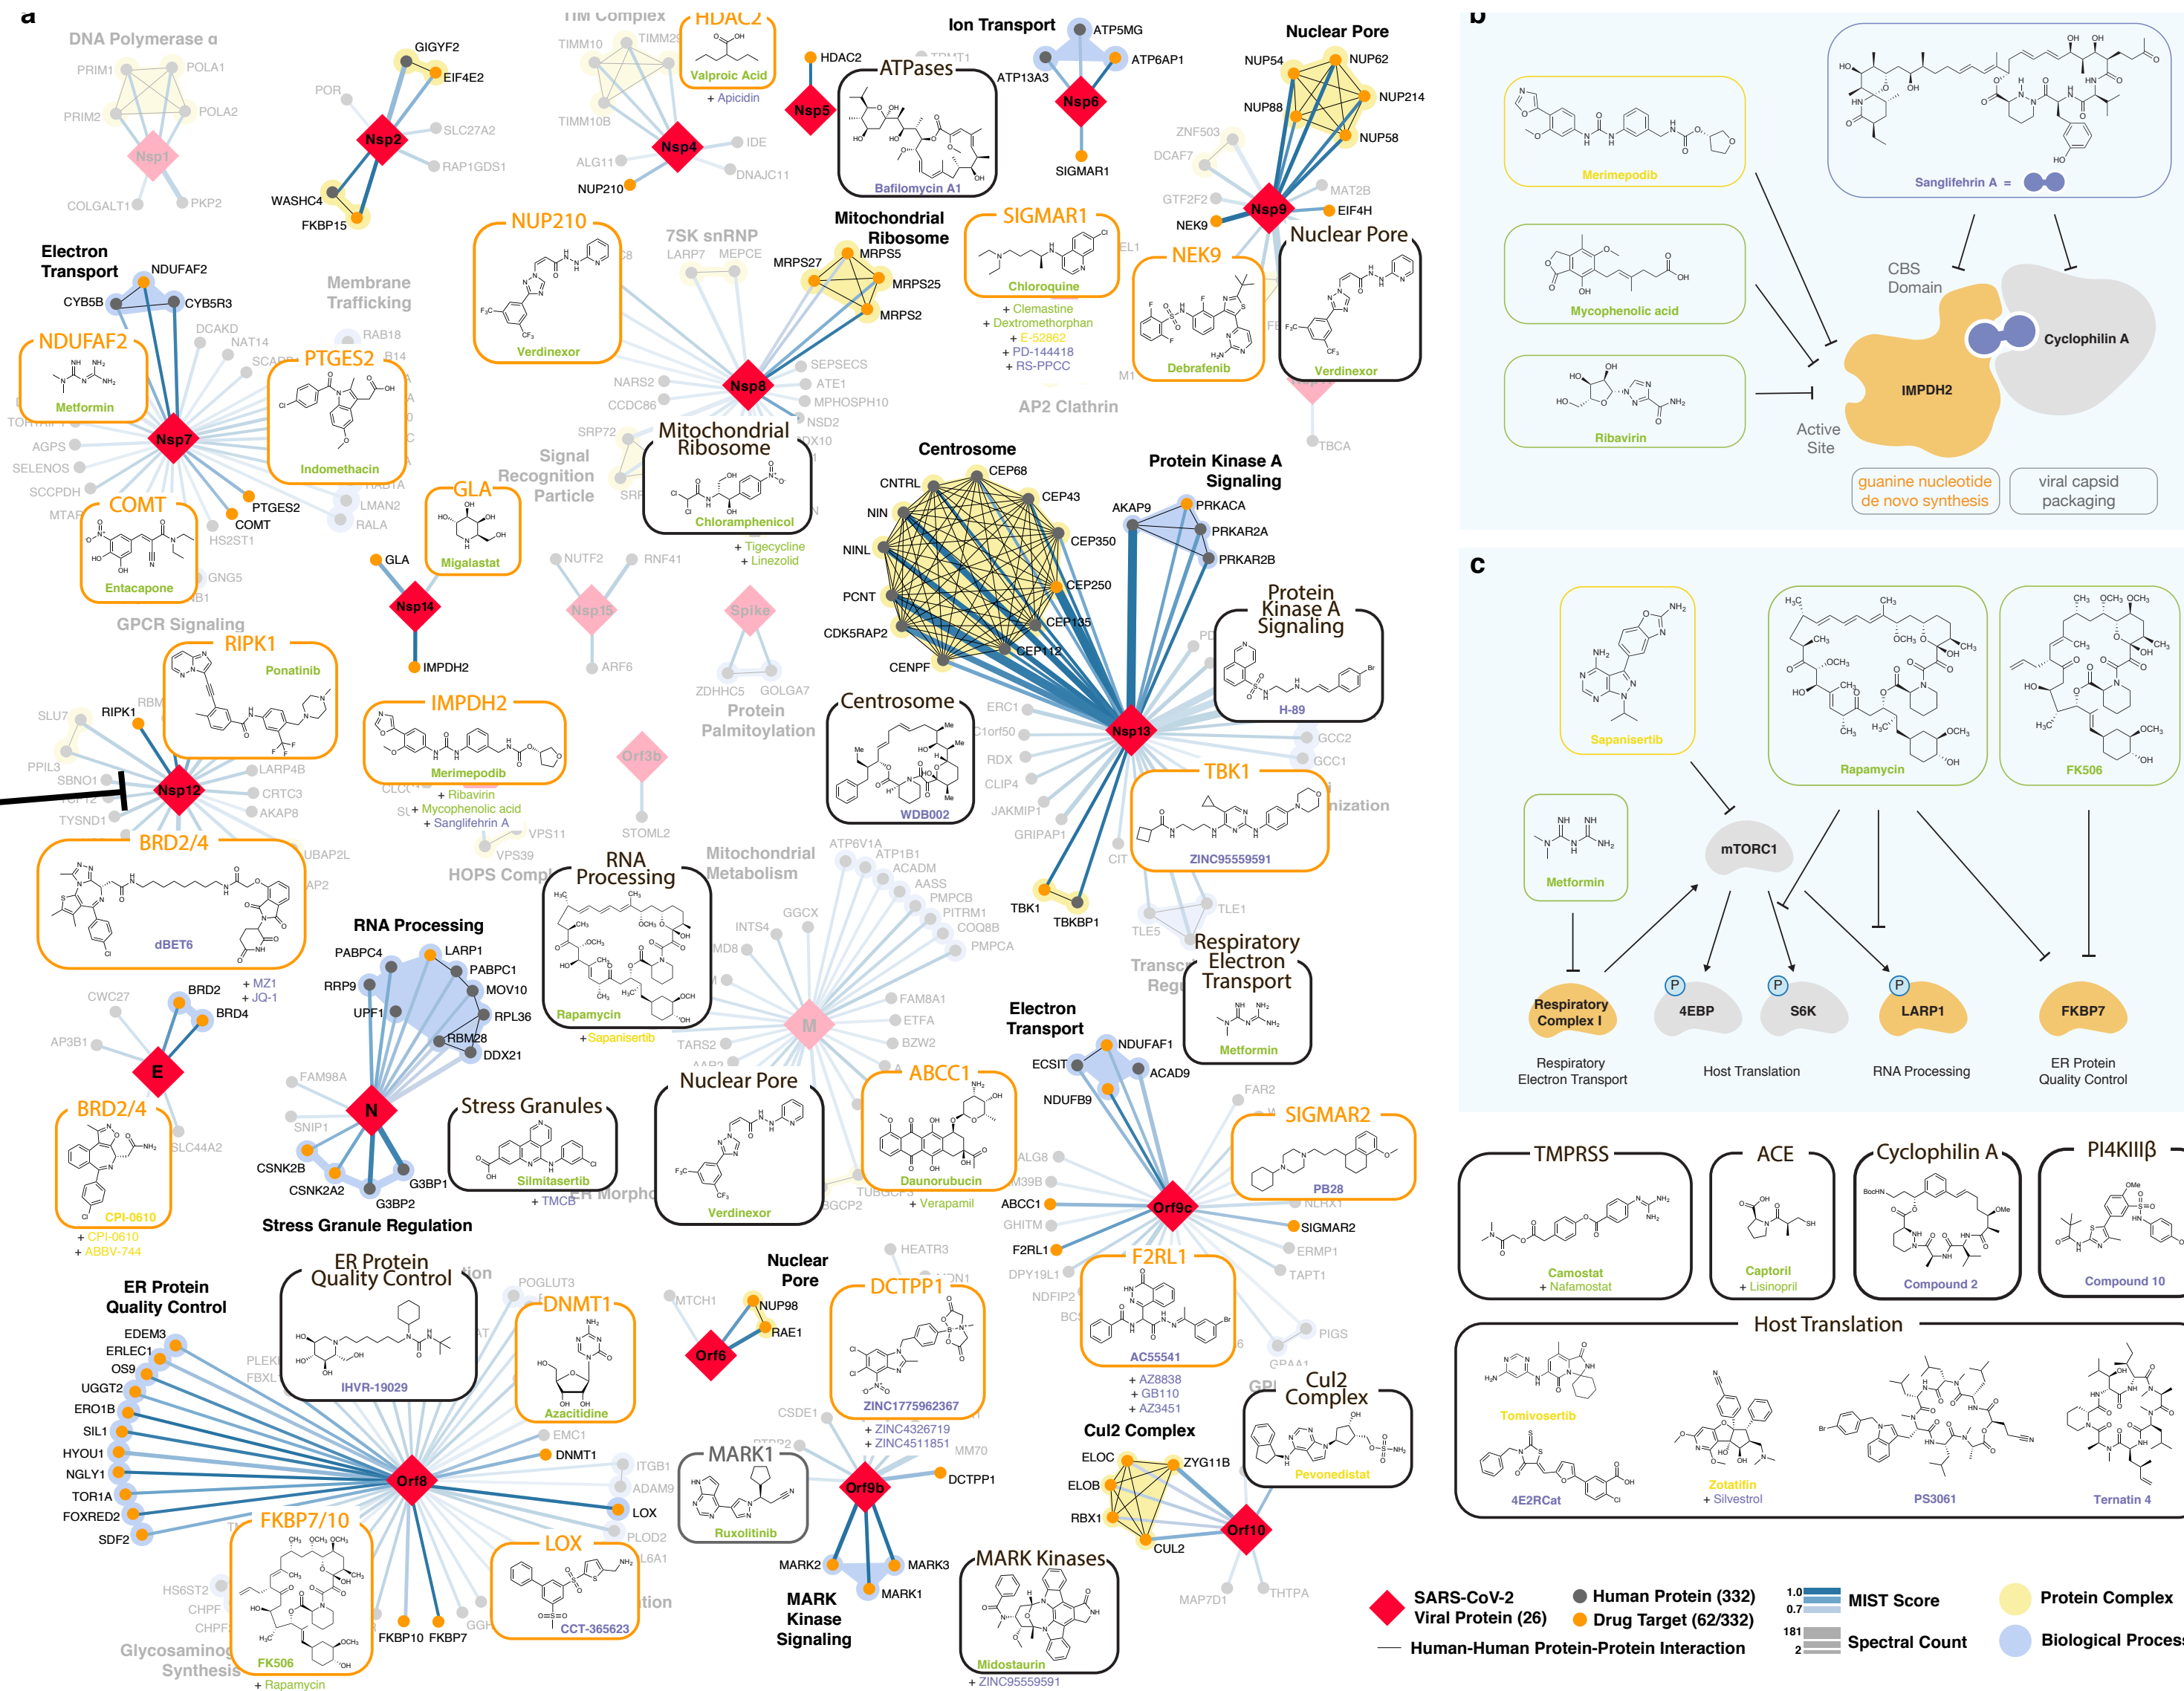 a
DNA Polymerase α
PRIM1
POLA1
PRIM2
POLA2
Nsp1
COLGALT1
PKP2
GIGYF2
EIF4E2
POR
Nsp2
SLC27A2
RAP1GDS1
WASHC4
FKBP15
TIM Complex
TIMM10
TIMM29
TIMM10B
Nsp4
IDE
ALG11
DNAJC11
NUP210
HDAC2
Valproic Acid
+ Apicidin
HDAC2
Nsp5
ATPases
Bafilomycin A1
Ion Transport
ATP5MG
ATP6AP1
ATP13A3
Nsp6
SIGMAR1
Nuclear Pore
NUP54
NUP62
NUP88
NUP214
NUP58
ZNF503
DCAF7
GTF2F2
MAT2B
Nsp9
EIF4H
NEK9
Electron
Transport
NDUFAF2
CYB5B
CYB5R3
NDUFAF2
Metformin
Membrane
Trafficking
DCAKD
NAT14
RAB18
PTGES2
Indomethacin
Nsp7
AGPS
SELENOS
SCCPDH
PTGES2
COMT
LMAN2
RALA
HS2ST1
COMT
Entacapone
GNG5
GPCR Signaling
NUP210
Verdinexor
7SK snRNP
LARP7
MEPCE
Mitochondrial
Ribosome
MRPS27
MRPS5
MRPS25
MRPS2
Nsp8
SEPSECS
NARS2
ATE1
CCDC86
MPHOSPH10
NSD2
SRP72
Signal
Recognition
Particle
Mitochondrial
Ribosome
Chloramphenicol
+ Tigecycline
+ Linezolid
SIGMAR1
Chloroquine
+ Clemastine
+ Dextromethorphan
+ E-52862
+ PD-144418
+ RS-PPCC
NEK9
Debrafenib
Nuclear Pore
Verdinexor
AP2 Clathrin
TBCA
GLA
Migalastat
GLA
Nsp14
IMPDH2
NUTF2
RNF41
Nsp15
ARF6
Spike
ZDHHC5
GOLGA7
Protein
Palmitoylation
Centrosome
CEP68
CNTRL
CEP43
NIN
CEP350
NINL
CEP250
PCNT
CEP135
CDK5RAP2
CEP112
CENPF
Protein Kinase A
Signaling
AKAP9
PRKACA
PRKAR2A
PRKAR2B
Protein
Kinase A
Signaling
H-89
Nsp13
ERC1
RDX
CLIP4
JAKMIP1
GRIPAP1
CIT
GCC2
GCC1
Centrosome
WDB002
TBK1
ZINC95559591
TBK1
TBKBP1
TLE1
TLE5
RIPK1
Ponatinib
RIPK1
SLU7
PPIL3
SBNO1
TYSND1
Nsp12
LARP4B
CRTC3
AKAP8
UBAP2L
IMPDH2
Merimepodib
+ Ribavirin
+ Mycophenolic acid
+ Sanglifehrin A
VPS11
VPS39
Orf3b
STOML2
BRD2/4
dBET6
+ MZ1
+ JQ-1
CWC27
BRD2
BRD4
AP3B1
E
SLC44A2
BRD2/4
CPI-0610
+ CPI-0610
+ ABBV-744
RNA Processing
PABPC4
LARP1
PABPC1
RRP9
MOV10
UPF1
RPL36
RBM28
DDX21
FAM98A
SNIP1
N
CSNK2B
CSNK2A2
G3BP1
G3BP2
Stress Granule Regulation
RNA
Processing
Rapamycin
+Sapanisertib
Stress Granules
Silmitasertib
+ TMCB
Mitochondrial
Metabolism
ATP6V1A
ATP1B1
ACADM
AASS
PMPCB
PITRM1
COQ8B
PMPCA
GGCX
INTS4
M
FAM8A1
ETFA
BZW2
TARS2
Nuclear Pore
Verdinexor
ABCC1
Daunorubucin
+ Verapamil
Respiratory
Electron
Transport
Metformin
Electron
Transport
NDUFAF1
ECSIT
ACAD9
NDUFB9
FAR2
ALG8
ABCC1
GHITM
F2RL1
DPY19L1
NDFIP2
Orf9c
SIGMAR2
PB28
NLRX1
SIGMAR2
ERMP1
TAPT1
PIGS
GPAA1
F2RL1
AC55541
+ AZ8838
+ GB110
+ AZ3451
ER Protein
Quality Control
EDEM3
ERLEC1
OS9
UGGT2
ERO1B
SIL1
HYOU1
NGLY1
TOR1A
FOXRED2
SDF2
ER Protein
Quality Control
IHVR-19029
POGLUT3
DNMT1
Azacitidine
EMC1
DNMT1
ITGB1
ADAM9
LOX
PLOD2
Orf8
FKBP7/10
FK506
+ Rapamycin
HS6ST2
CHPF
Glycosaminog
Synthesis
FKBP10
FKBP7
LOX
CCT-365623
Nuclear
Pore
MTCH1
NUP98
RAE1
Orf6
HEATR3
DCTPP1
ZINC1775962367
+ ZINC4326719
+ ZINC4511851
CSDE1
MARK1
Ruxolitinib
Orf9b
DCTPP1
MARK2
MARK3
MARK1
MARK
Kinase
Signaling
MARK Kinases
Midostaurin
+ ZINC95559591
Cul2 Complex
ELOC
ZYG11B
ELOB
RBX1
CUL2
Orf10
MAP7D1
THTPA
Cul2
Complex
Pevonedistat
b
Merimepodib
Mycophenolic acid
Ribavirin
Sanglifehrin A =
CBS
Domain
Cyclophilin A
IMPDH2
Active
Site
guanine nucleotide
de novo synthesis
viral capsid
packaging
c
Sapanisertib
Rapamycin
FK506
Metformin
mTORC1
P
P
P
Respiratory
Complex I
4EBP
S6K
LARP1
FKBP7
Respiratory
Electron Transport
Host Translation
RNA Processing
ER Protein
Quality Control
TMPRSS
Camostat
+ Nafamostat
ACE
Captoril
+ Lisinopril
Cyclophilin A
Compound 2
PI4KIIIβ
Compound 10
Host Translation
Tomivosertib
4E2RCat
Zotatifin
+ Silvestrol
PS3061
Ternatin 4
SARS-CoV-2
Viral Protein (26)
Human Protein (332)
Drug Target (62/332)
Human-Human Protein-Protein Interaction
1.0
0.7
MIST Score
181
2
Spectral Count
Protein Complex
Biological Process